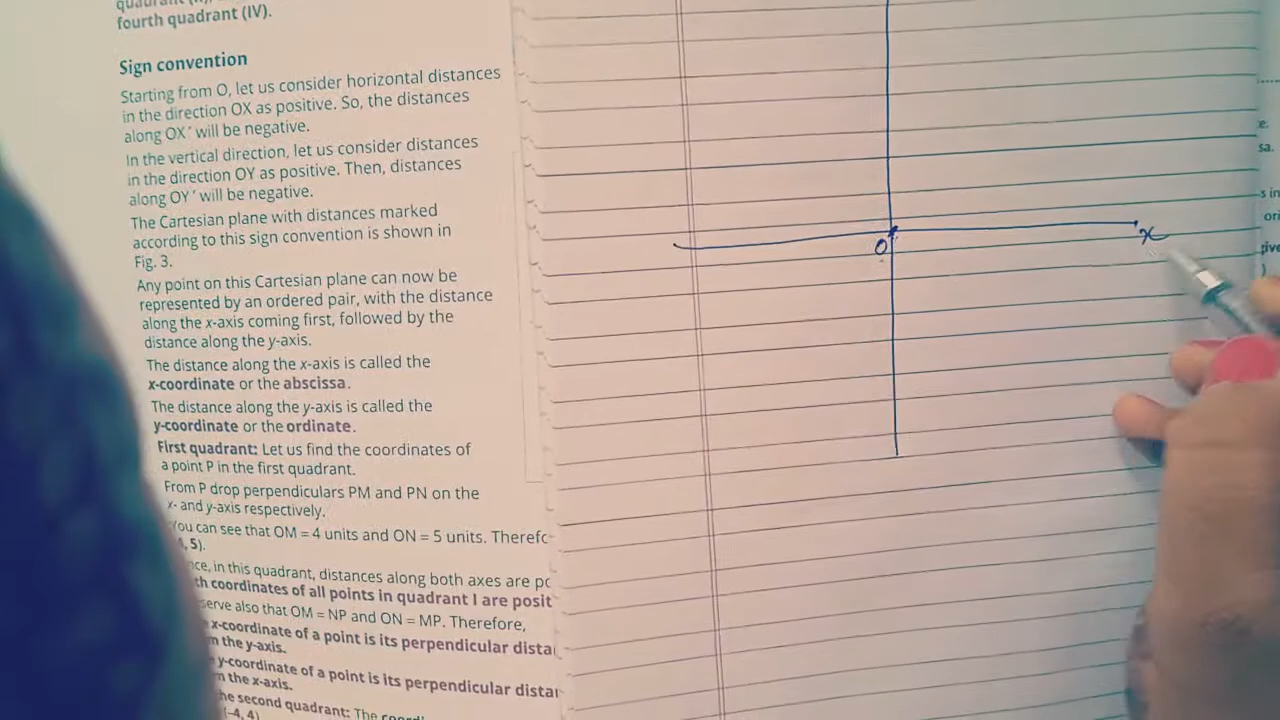 fourth quadrant (IV).
Sign convention
Starting from O, let us consider horizontal distances
in the direction OX as positive. So, the distances
along OX′ will be negative.
In the vertical direction, let us consider distances
in the direction OY as positive. Then, distances
along OY′ will be negative.
The Cartesian plane with distances marked
according to this sign convention is shown in
Fig. 3.
Any point on this Cartesian plane can now be
represented by an ordered pair, with the distance
along the x-axis coming first, followed by the
distance along the y-axis.
The distance along the x-axis is called the
x-coordinate or the abscissa.
The distance along the y-axis is called the
y-coordinate or the ordinate.
First quadrant: Let us find the coordinates of
a point P in the first quadrant.
From P drop perpendiculars PM and PN on the
x- and y-axis respectively.
You can see that OM = 4 units and ON = 5 units.
, 5).
in this quadrant, distances along both axes are
coordinates of all points in quadrant I are
also that OM = NP and ON = MP. Therefore,
x-coordinate of a point is its perpendicular
the y-axis.
y-coordinate of a point is its perpendicular
the x-axis.
second quadrant: The
(–4, 4)
O
x